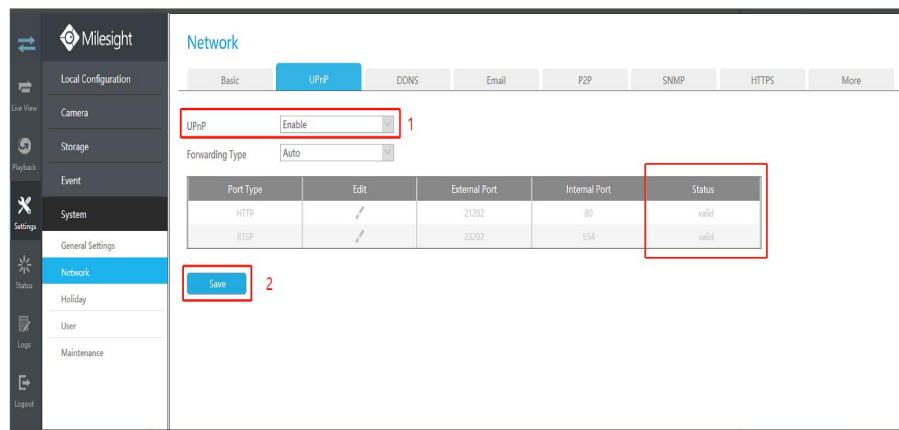 Milesight
Live View
Playback
Settings
Status
Logs
Logout
Local Configuration
Camera
Storage
Event
System
General Settings
Network
Holiday
User
Maintenance
Network
Basic UPnP DDNS Email P2P SNMP HTTPS More
UPnP Enable 1
Forwarding Type Auto
Port Type Edit External Port Internal Port Status
HTTP 21202 80 valid
RTSP 23202 554 valid
Save 2